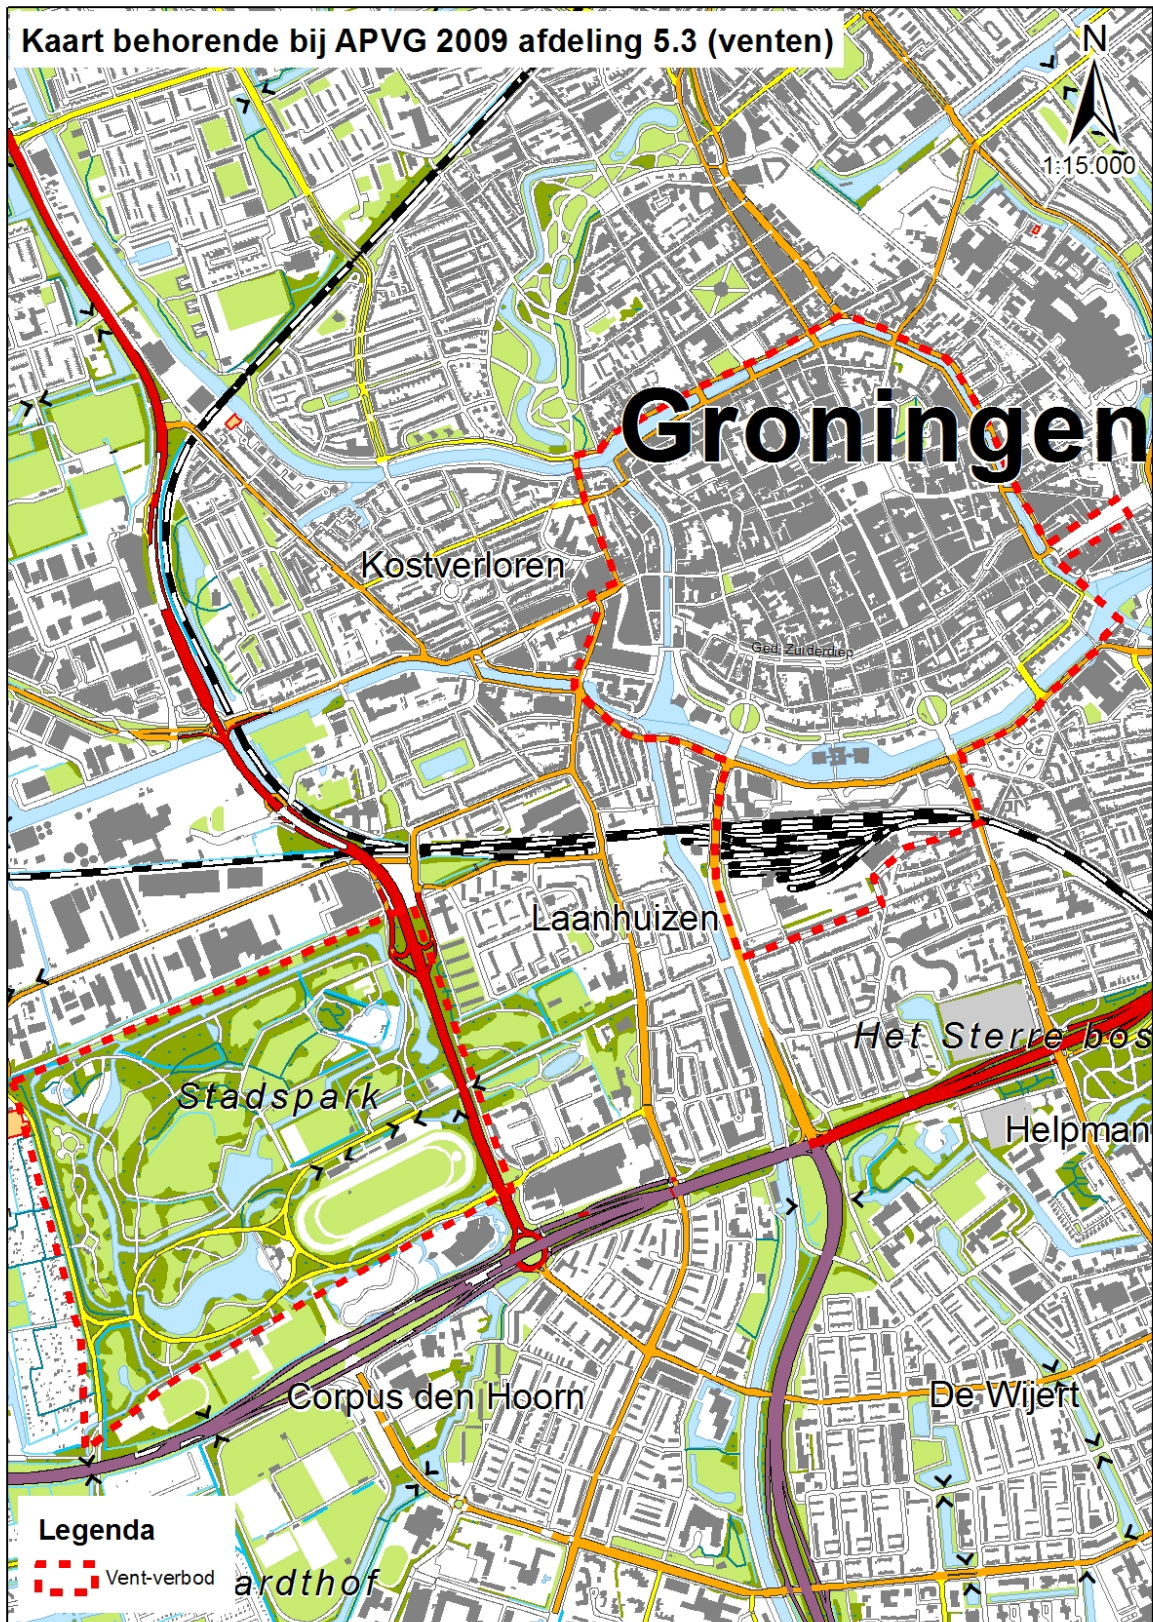 Kaart behorende bij APVG 2009 afdeling 5.3 (venten)
N
1:15.000
Groningen
Kostverloren
Ged. Zuiderdiep
Laanhuizen
Het Sterre bos
Stadspark
Helpman
Corpus den Hoorn
De Wijert
Legenda
Vent-verbod
ardthof